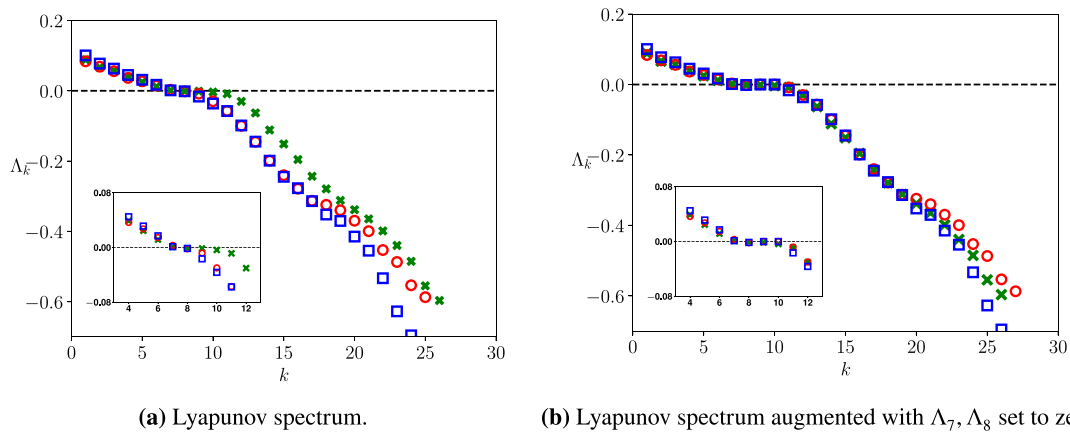 0.2
0.0
−0.2
−0.4
−0.6
Λₖ
0.08
0.00
−0.08
4 6 8 10 12
0 5 10 15 20 25 30
k
(a) Lyapunov spectrum.
0.2
0.0
−0.2
−0.4
−0.6
Λₖ
0.08
0.00
−0.08
4 6 8 10 12
0 5 10 15 20 25 30
k
(b) Lyapunov spectrum augmented with Λ₇, Λ₈ set to ze